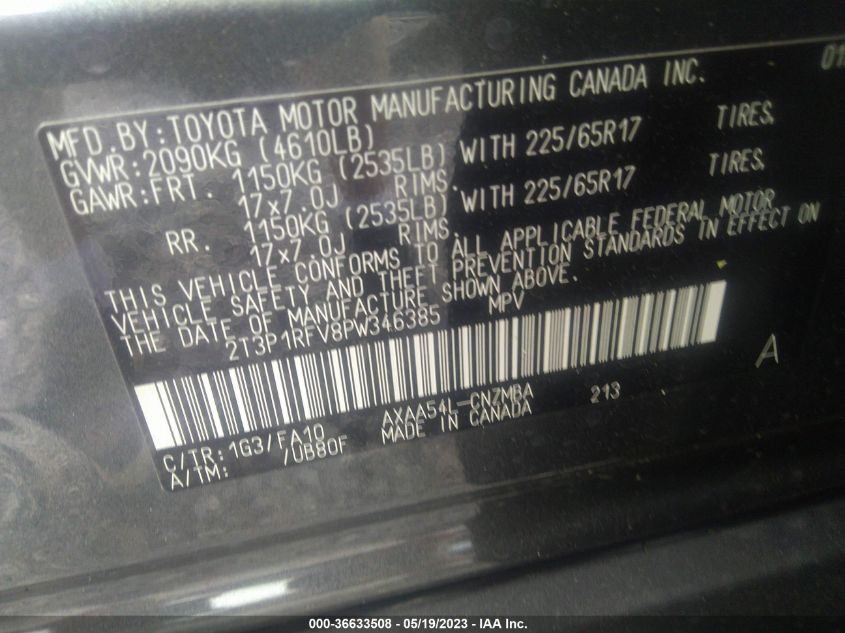 01
MFD.BY:TOYOTA MOTOR MANUFACTURING CANADA INC.
GVWR:2090KG (4610LB)
GAWR:FRT. 1150KG (2535LB) WITH 225/65R17 TIRES.
17x7.0J RIMS.
RR. 1150KG (2535LB) WITH 225/65R17 TIRES.
17x7.0J RIMS.
THIS VEHICLE CONFORMS TO ALL APPLICABLE FEDERAL MOTOR
VEHICLE SAFETY AND THEFT PREVENTION STANDARDS IN EFFECT ON
THE DATE OF MANUFACTURE SHOWN ABOVE.
2T3P1RFV8PW346385 MPV
A
C/TR:1G3/FA10 AXAA54L-CNZMBA 213
A/TM: /UB80F MADE IN CANADA
000-36633508 - 05/19/2023 - IAA Inc.